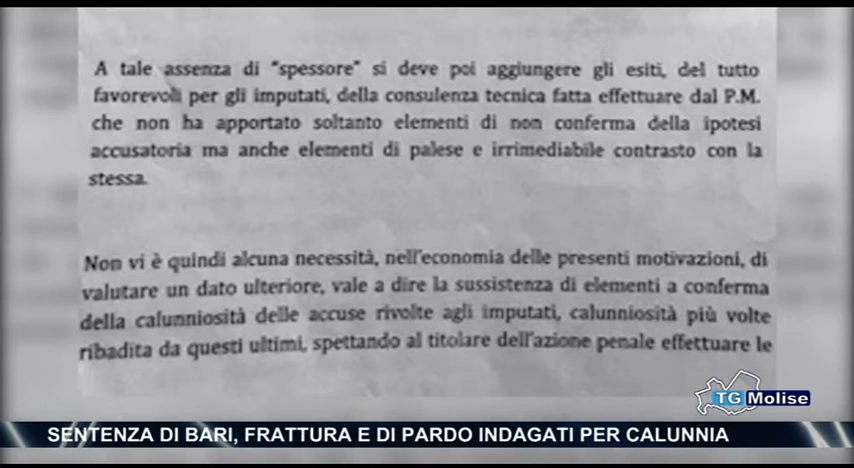 A tale assenza di "spessore" si deve poi aggiungere gli esiti, del tutto
favorevoli per gli imputati, della consulenza tecnica fatta effettuare dal P.M.
che non ha apportato soltanto elementi di non conferma della ipotesi
accusatoria ma anche elementi di palese e irrimediabile contrasto con la
stessa.
Non vi è quindi alcuna necessità, nell'economia delle presenti motivazioni, di
valutare un dato ulteriore, vale a dire la sussistenza di elementi a conferma
della calunniosità delle accuse rivolte agli imputati, calunniosità più volte
ribadita da questi ultimi, spettando al titolare dell'azione penale effettuare le
TG Molise
SENTENZA DI BARI, FRATTURA E DI PARDO INDAGATI PER CALUNNIA